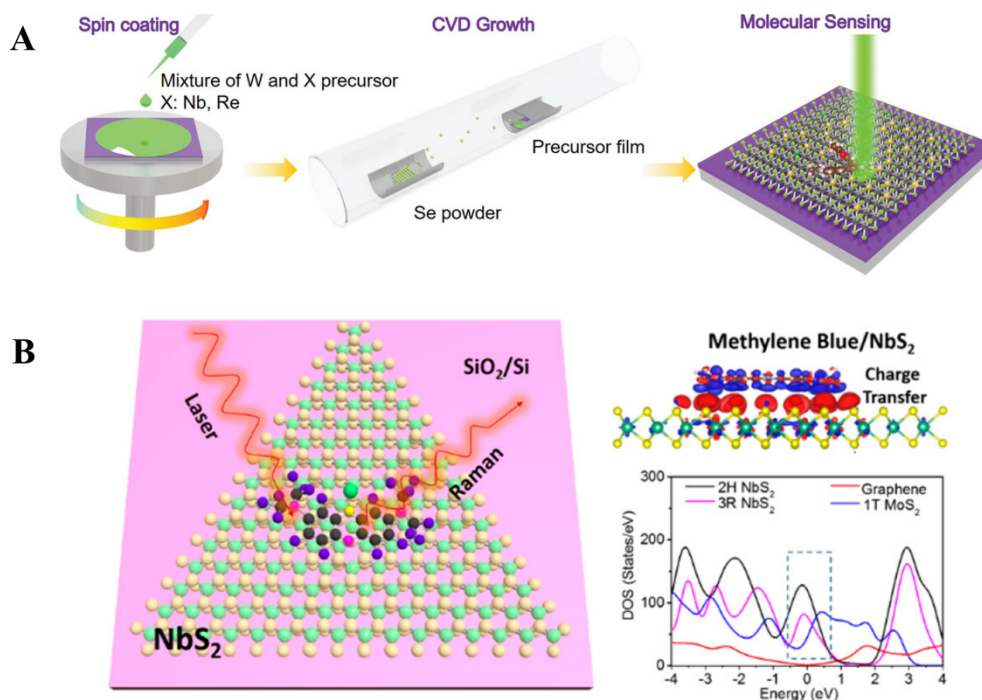 A
Spin coating
CVD Growth
Molecular Sensing
Mixture of W and X precursor
X: Nb, Re
Precursor film
Se powder
B
SiO₂/Si
Laser
Raman
NbS₂
Methylene Blue/NbS₂
Charge
Transfer
2H NbS₂
3R NbS₂
Graphene
1T MoS₂
DOS (States/eV)
300
200
100
0
-4 -3 -2 -1 0 1 2 3 4
Energy (eV)